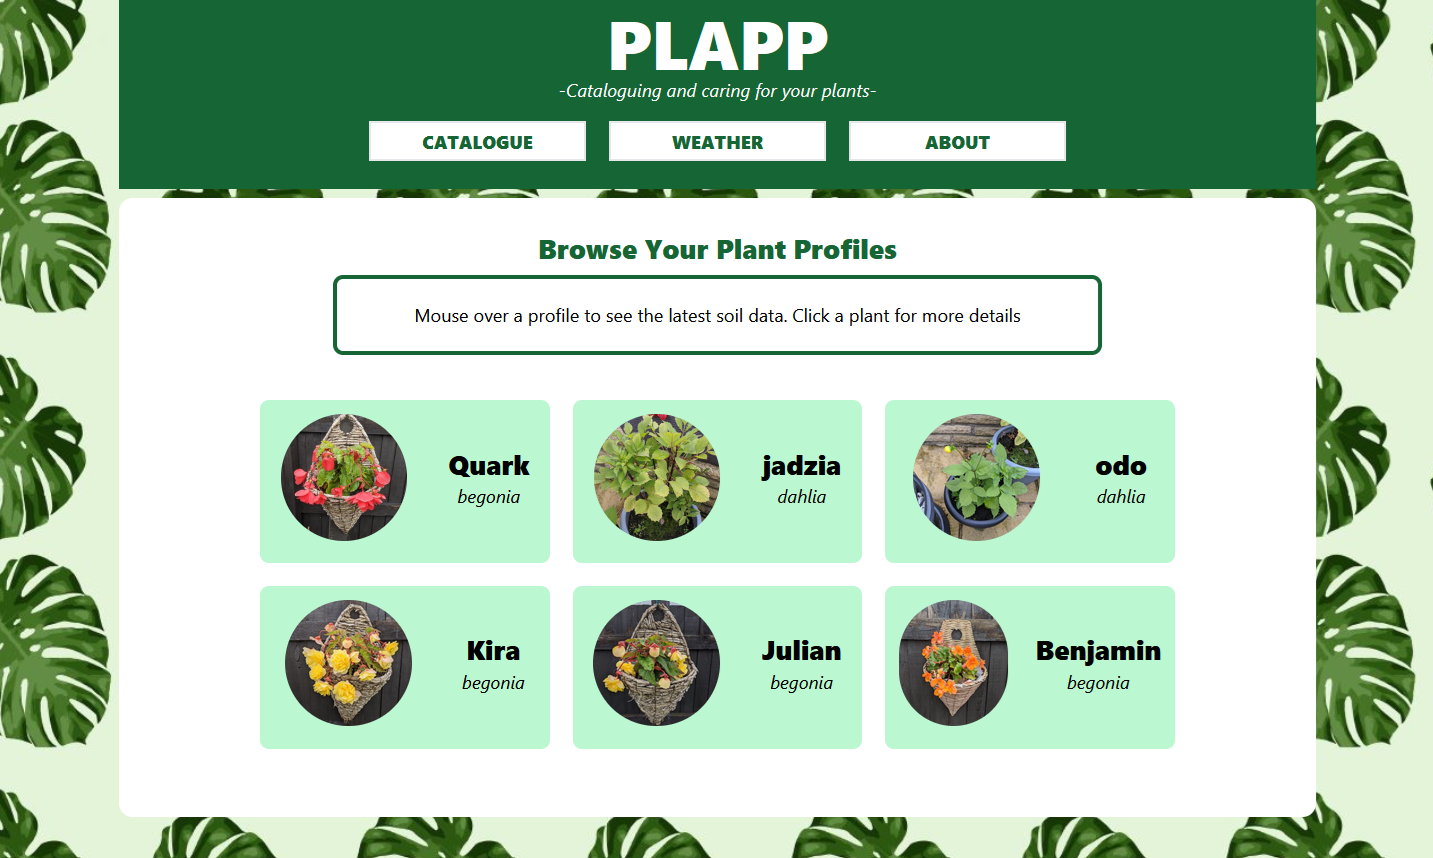 PLAPP
-Cataloguing and caring for your plants-
CATALOGUE WEATHER ABOUT
Browse Your Plant Profiles
Mouse over a profile to see the latest soil data. Click a plant for more details
Quark
begonia
jadzia
dahlia
odo
dahlia
Kira
begonia
Julian
begonia
Benjamin
begonia